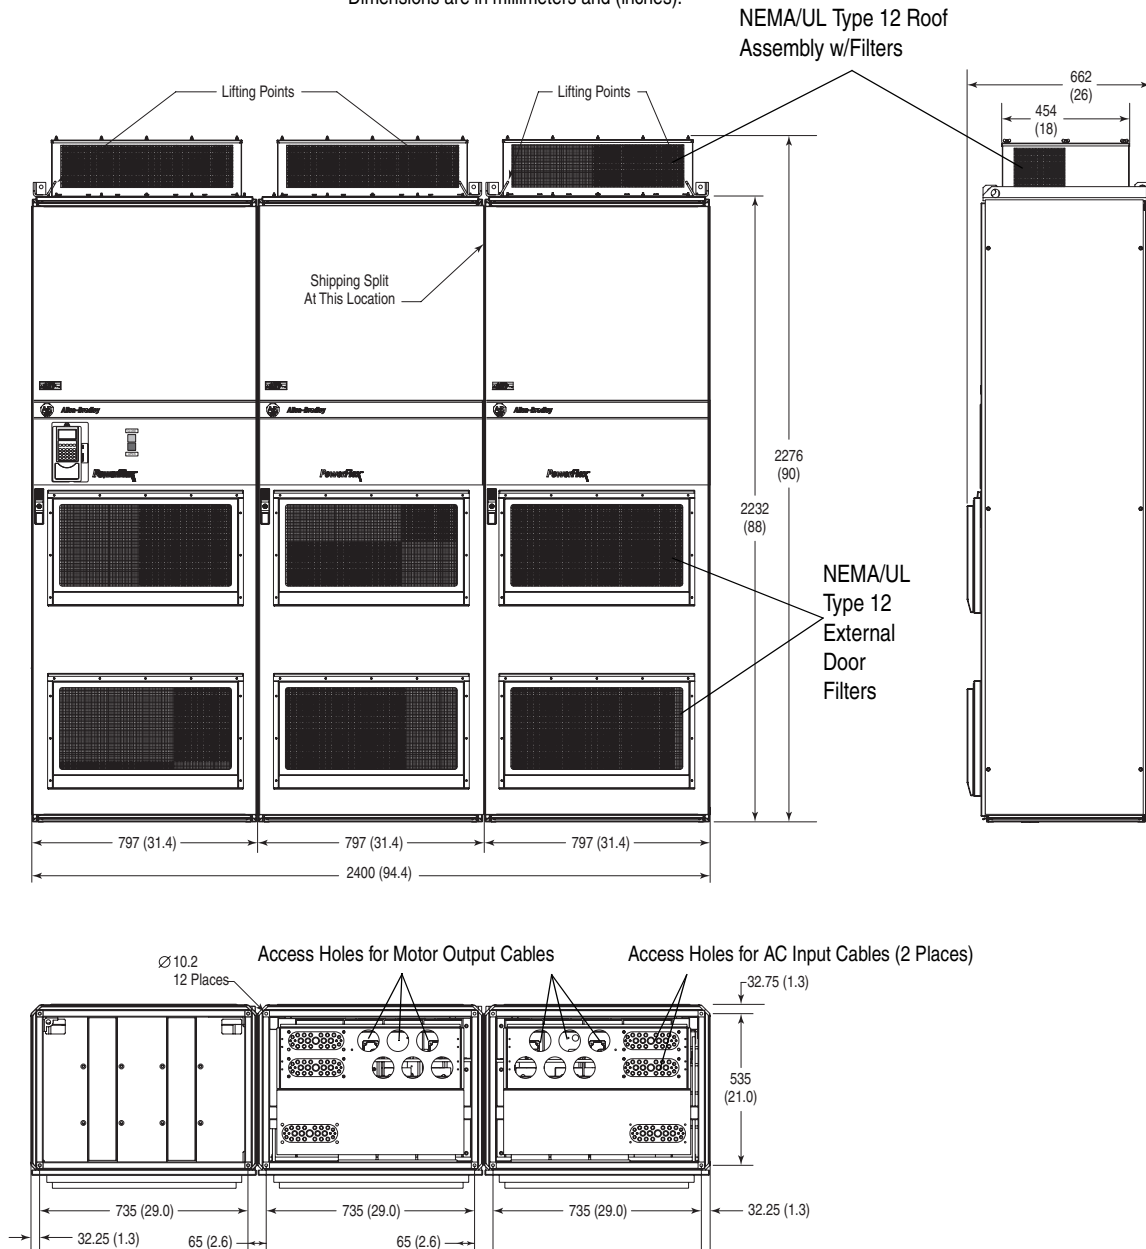 Dimensions are in millimeters and (inches).
NEMA/UL Type 12 Roof
Assembly w/Filters
Lifting Points
Lifting Points
662
(26)
454
(18)
Shipping Split
At This Location
Allen-Bradley
Allen-Bradley
Allen-Bradley
PowerFlex
PowerFlex
PowerFlex
2276
(90)
2232
(88)
NEMA/UL
Type 12
External
Door
Filters
797 (31.4)
797 (31.4)
797 (31.4)
2400 (94.4)
Ø 10.2
12 Places
Access Holes for Motor Output Cables
Access Holes for AC Input Cables (2 Places)
32.75 (1.3)
535
(21.0)
735 (29.0)
735 (29.0)
735 (29.0)
32.25 (1.3)
32.25 (1.3)
65 (2.6)
65 (2.6)